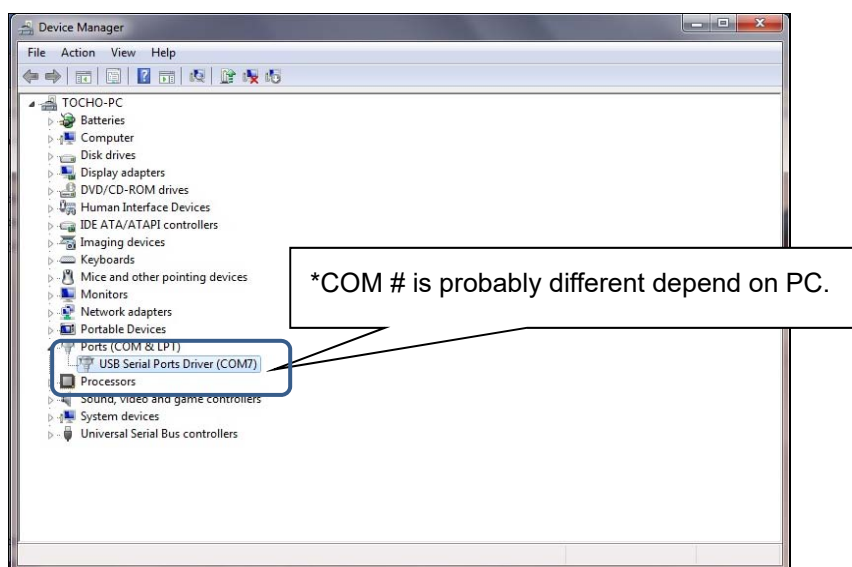 Device Manager
File Action View Help
TOCHO-PC
Batteries
Computer
Disk drives
Display adapters
DVD/CD-ROM drives
Human Interface Devices
IDE ATA/ATAPI controllers
Imaging devices
Keyboards
Mice and other pointing devices
*COM # is probably different depend on PC.
Monitors
Network adapters
Portable Devices
Ports (COM & LPT)
USB Serial Ports Driver (COM7)
Processors
Sound, video and game controllers
System devices
Universal Serial Bus controllers